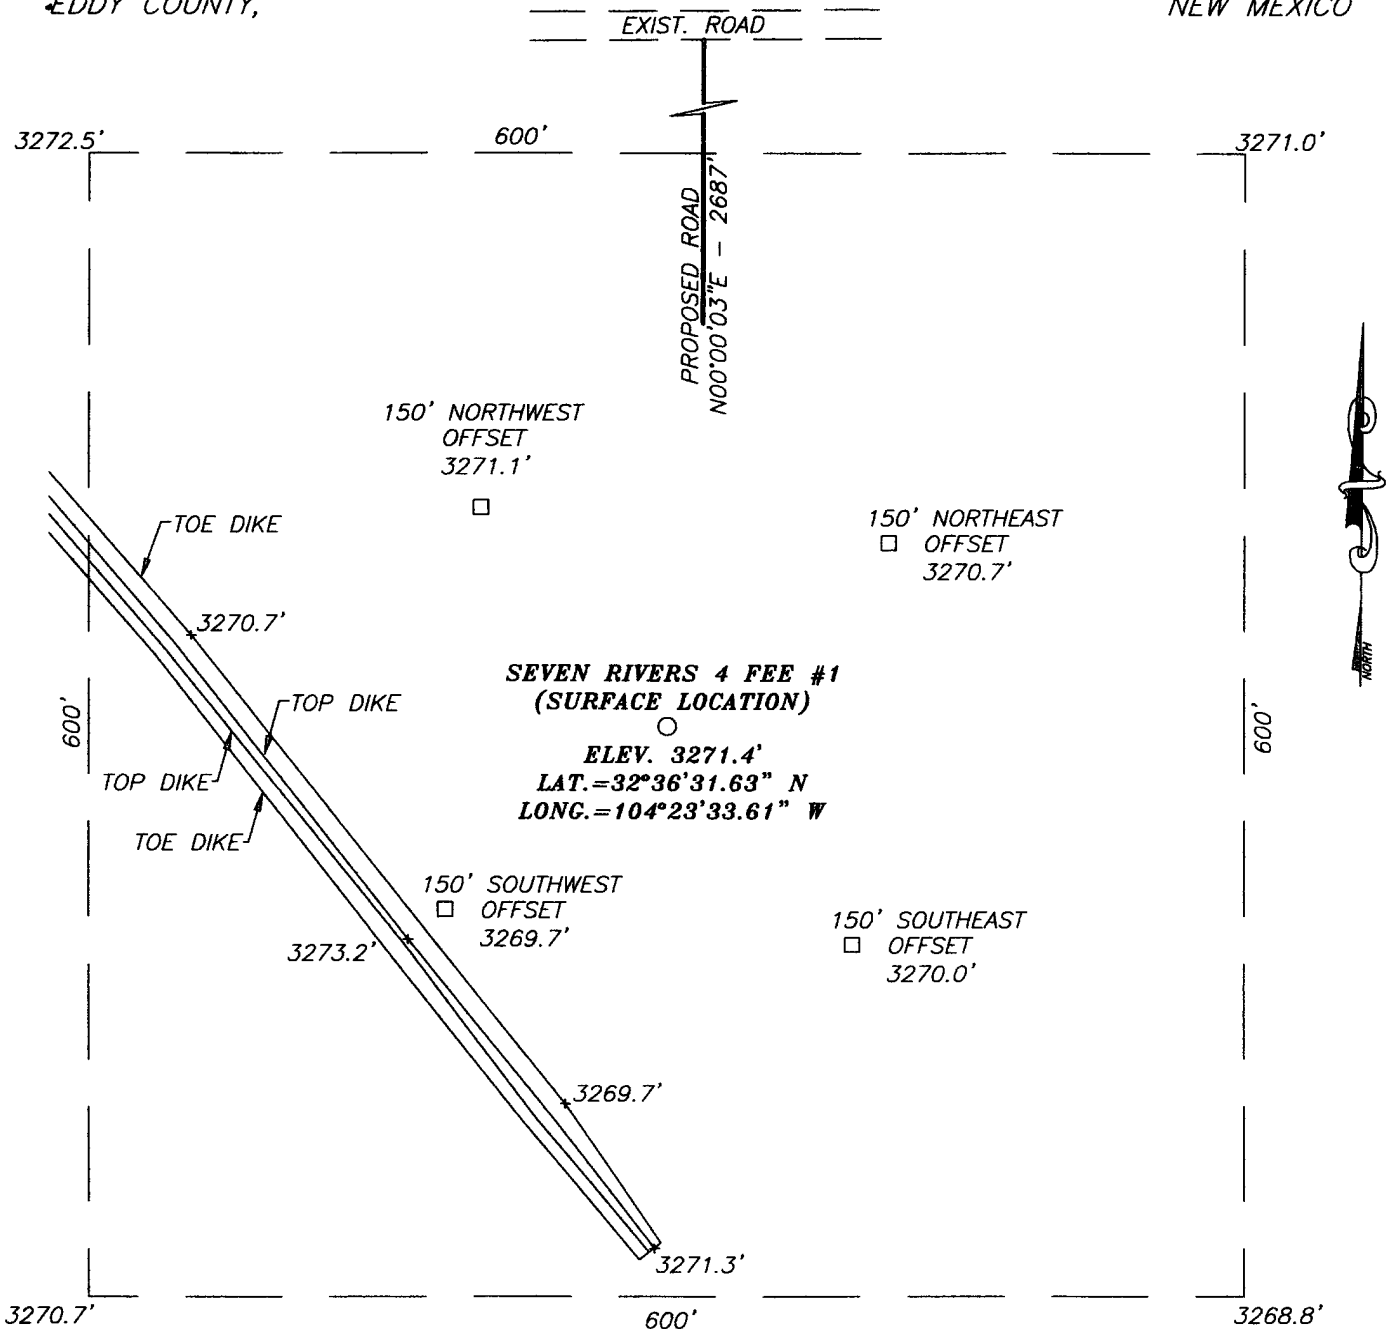 EDDY COUNTY,
NEW MEXICO
EXIST. ROAD
3272.5'
600'
3271.0'
PROPOSED ROAD
N00°00'03"E - 2687'
150' NORTHWEST
OFFSET
3271.1'
TOE DIKE
150' NORTHEAST
OFFSET
3270.7'
3270.7'
NORTH
SEVEN RIVERS 4 FEE #1
(SURFACE LOCATION)
ELEV. 3271.4'
LAT.=32°36'31.63" N
LONG.=104°23'33.61" W
600'
TOP DIKE
600'
TOP DIKE
TOE DIKE
150' SOUTHWEST
OFFSET
3269.7'
3273.2'
150' SOUTHEAST
OFFSET
3270.0'
3269.7'
3271.3'
3270.7'
600'
3268.8'